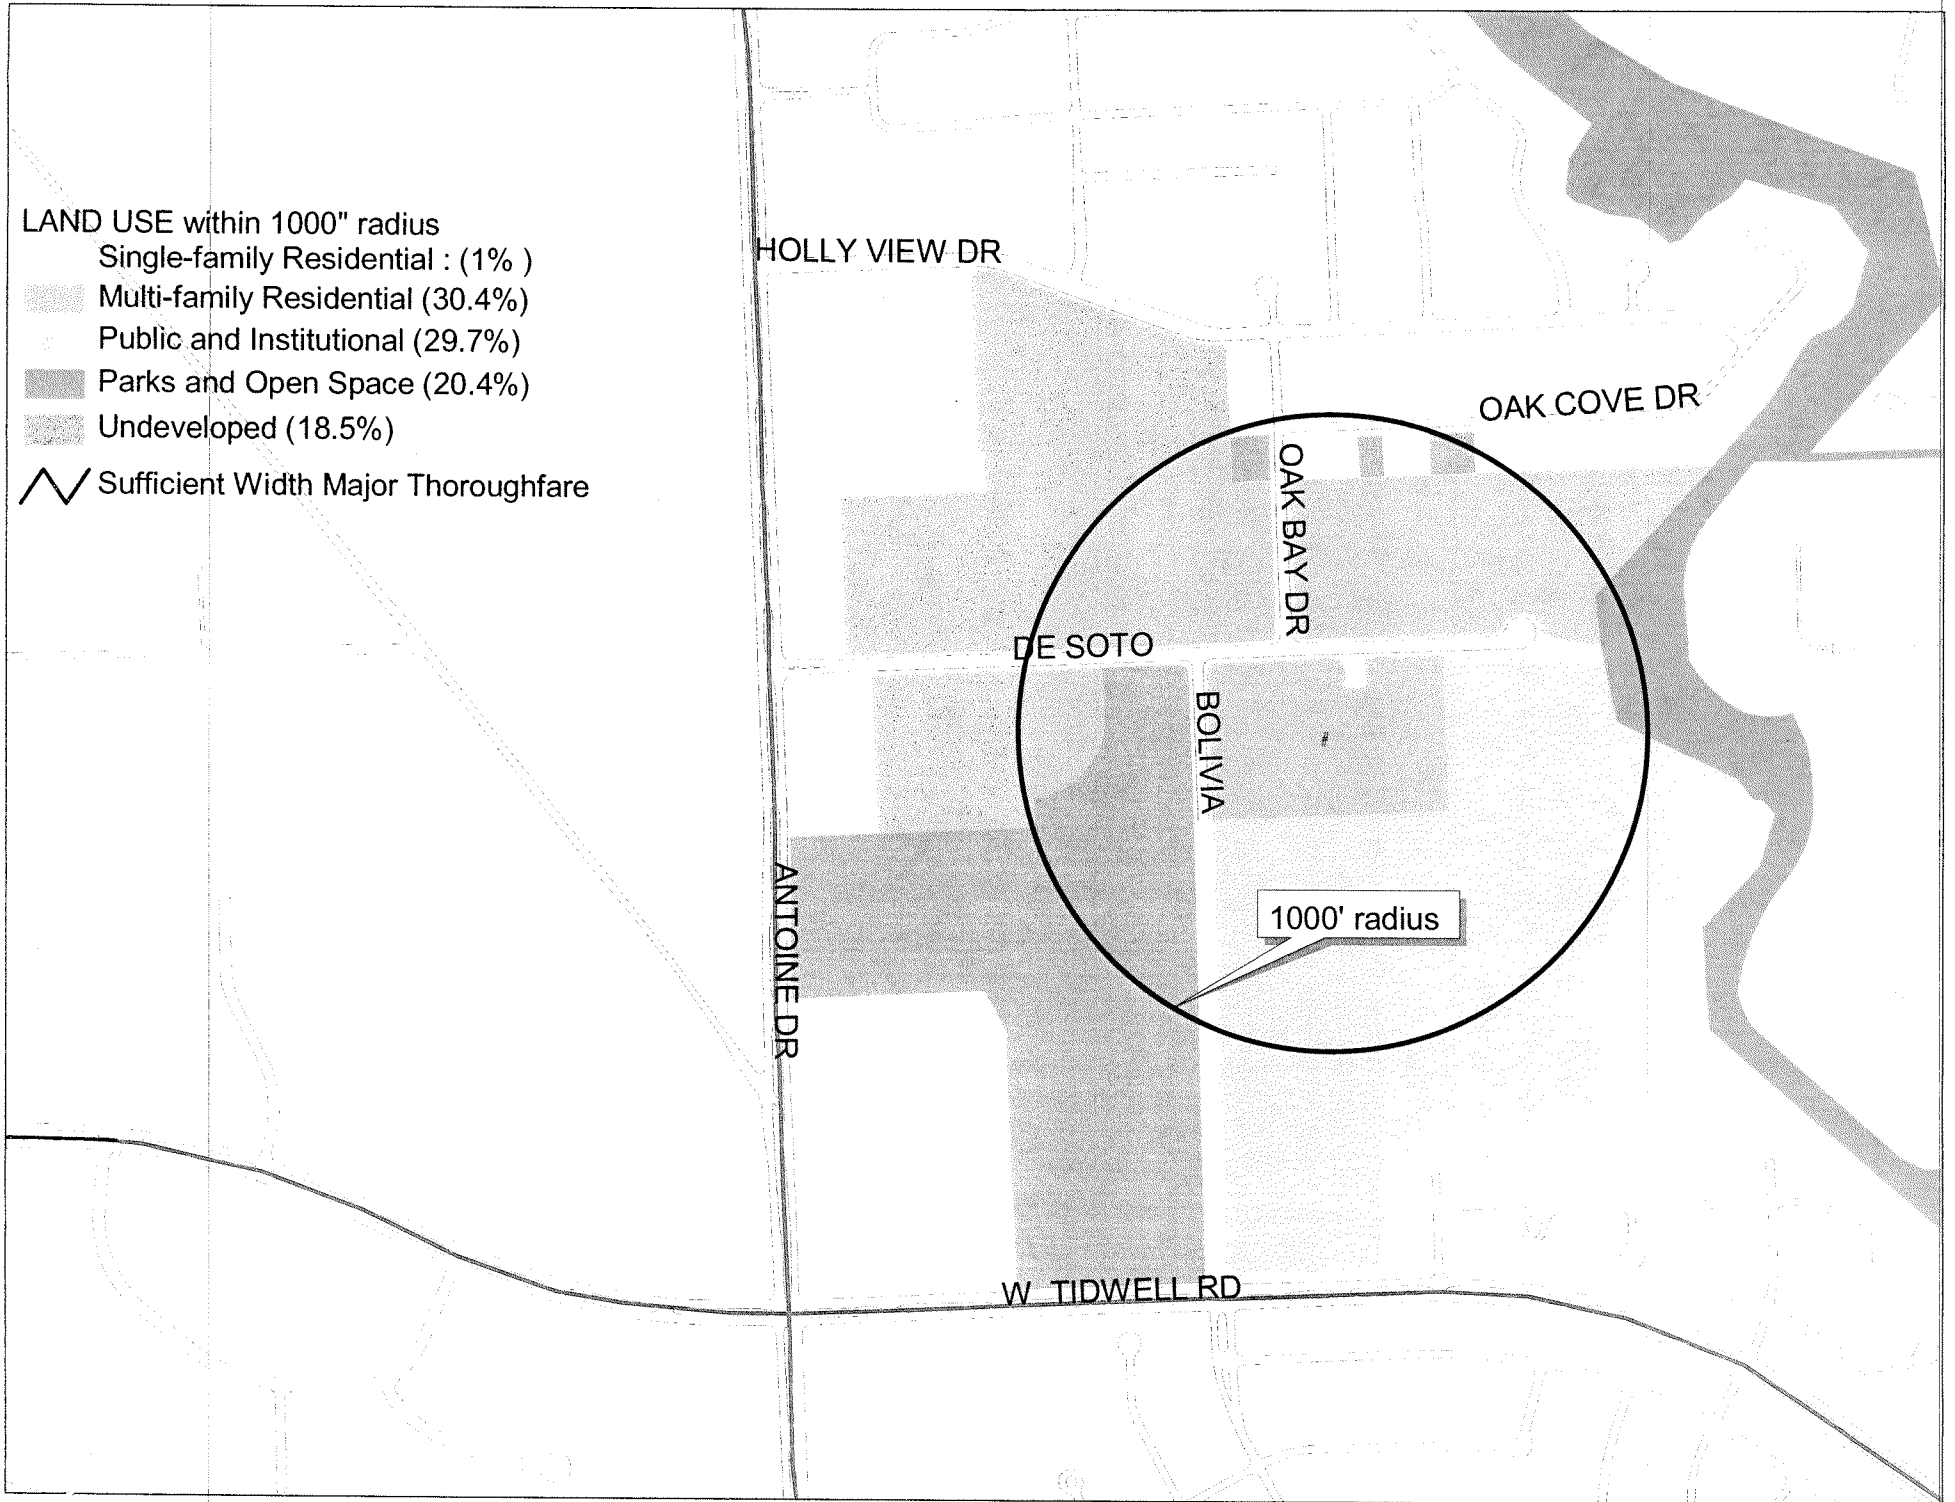 LAND USE within 1000" radius
Single-family Residential : (1% )
Multi-family Residential (30.4%)
Public and Institutional (29.7%)
Parks and Open Space (20.4%)
Undeveloped (18.5%)
Sufficient Width Major Thoroughfare
HOLLY VIEW DR
OAK COVE DR
OAK BAY DR
DE SOTO
BOLIVIA
#
1000' radius
ANTOINE DR
W TIDWELL RD